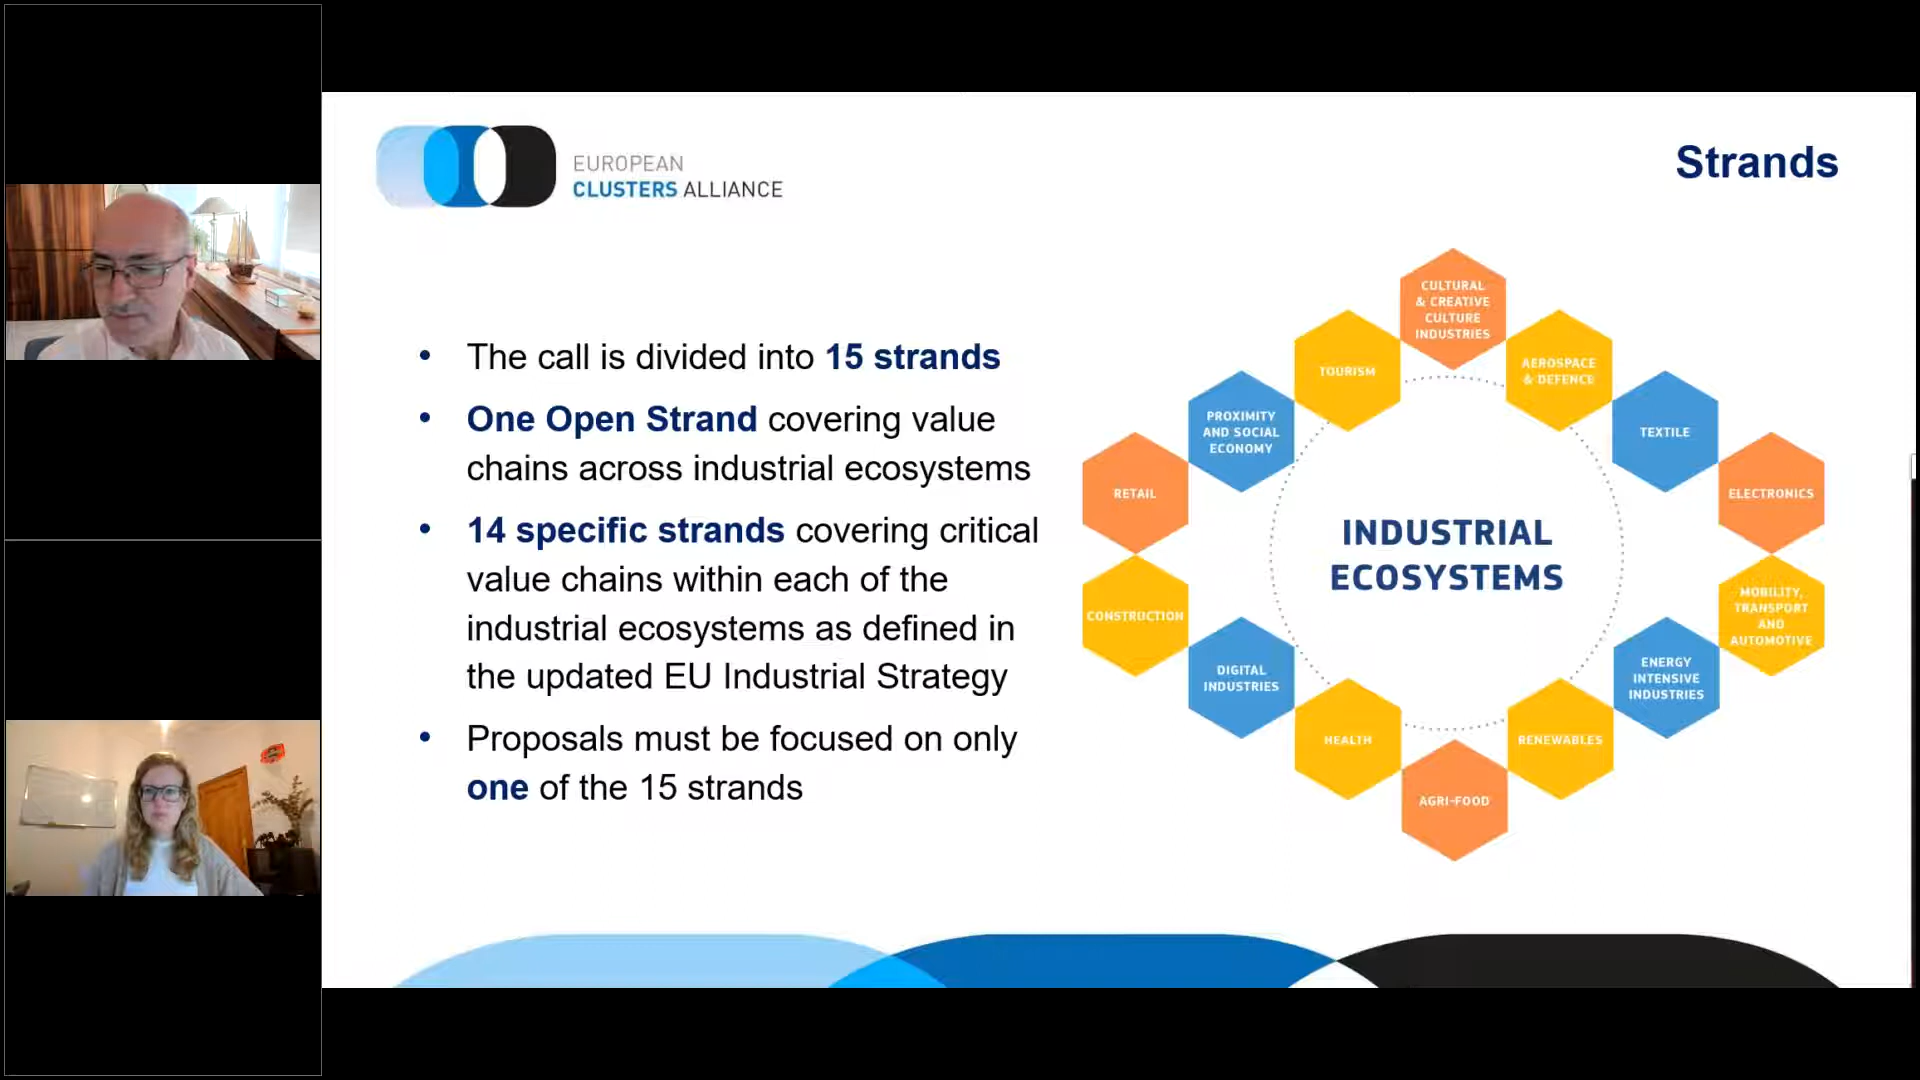 EUROPEAN
CLUSTERS ALLIANCE
Strands
• The call is divided into 15 strands
• One Open Strand covering value
chains across industrial ecosystems
• 14 specific strands covering critical
value chains within each of the
industrial ecosystems as defined in
the updated EU Industrial Strategy
• Proposals must be focused on only
one of the 15 strands
CULTURAL
& CREATIVE
CULTURE
INDUSTRIES
AEROSPACE
& DEFENCE
TEXTILE
ELECTRONICS
MOBILITY,
TRANSPORT
AND
AUTOMOTIVE
ENERGY
INTENSIVE
INDUSTRIES
RENEWABLES
AGRI-FOOD
HEALTH
DIGITAL
INDUSTRIES
CONSTRUCTION
RETAIL
PROXIMITY
AND SOCIAL
ECONOMY
TOURISM
INDUSTRIAL
ECOSYSTEMS